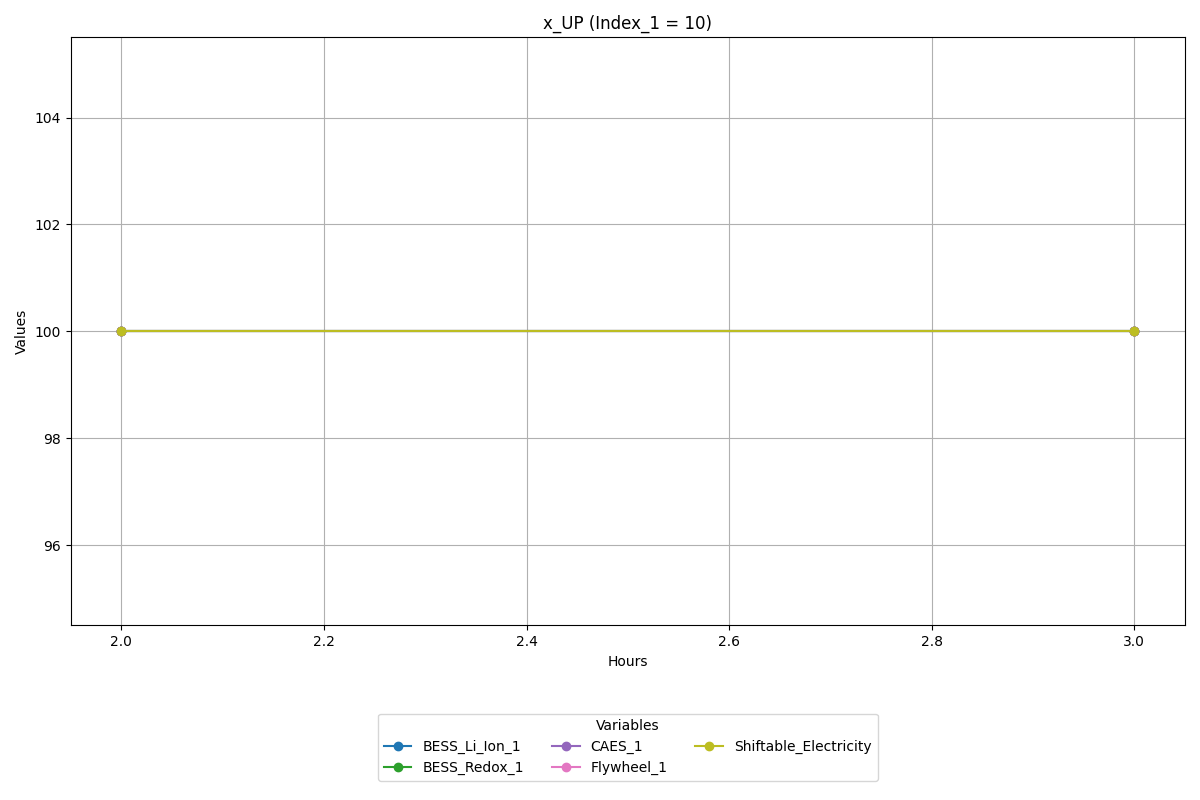 x_UP (Index_1 = 10)
Values
104
102
100
98
96
2.0 2.2 2.4 2.6 2.8 3.0
Hours
Variables
BESS_Li_Ion_1 CAES_1 Shiftable_Electricity
BESS_Redox_1 Flywheel_1